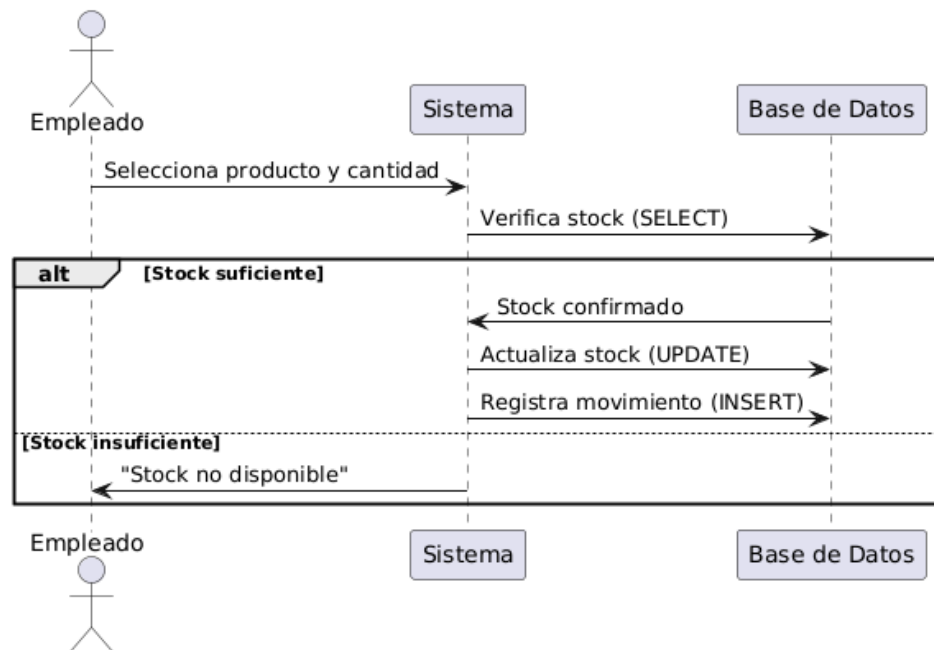 Empleado
Sistema
Base de Datos
Selecciona producto y cantidad
Verifica stock (SELECT)
alt
[Stock suficiente]
Stock confirmado
Actualiza stock (UPDATE)
Registra movimiento (INSERT)
[Stock insuficiente]
"Stock no disponible"
Empleado
Sistema
Base de Datos